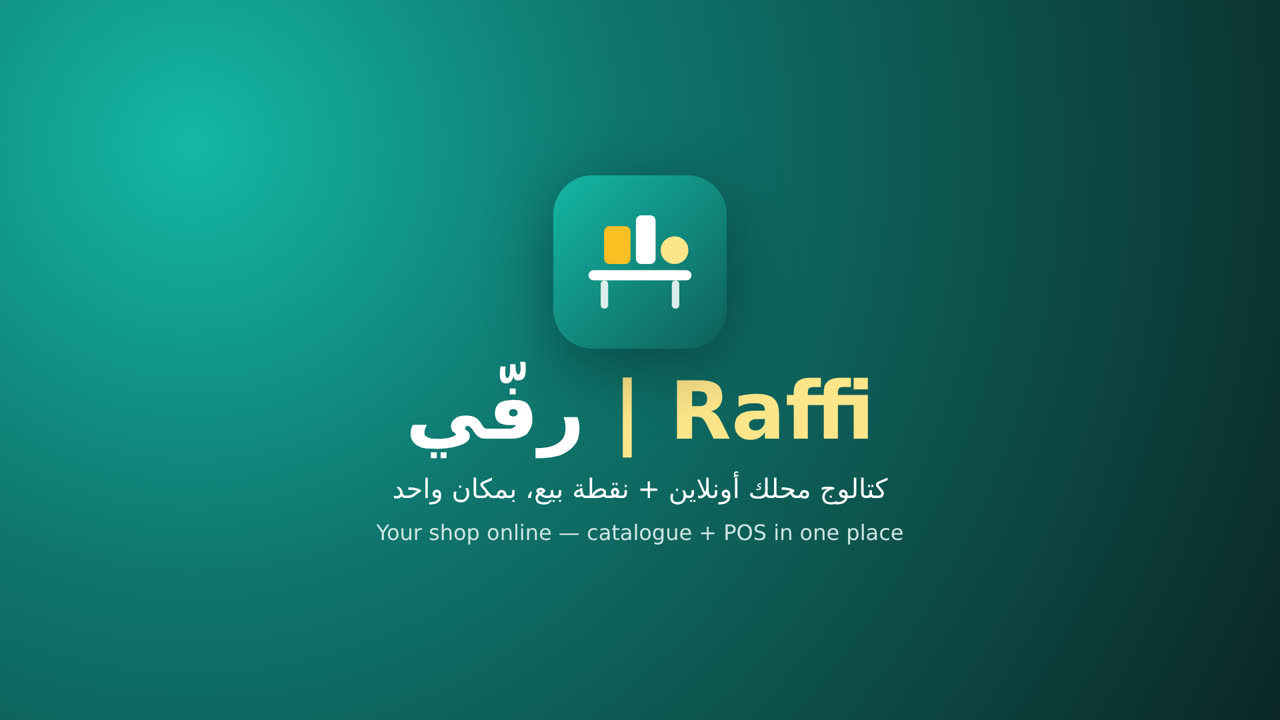 رفّي | Raffi
كتالوج محلك أونلاين + نقطة بيع، بمكان واحد
Your shop online — catalogue + POS in one place